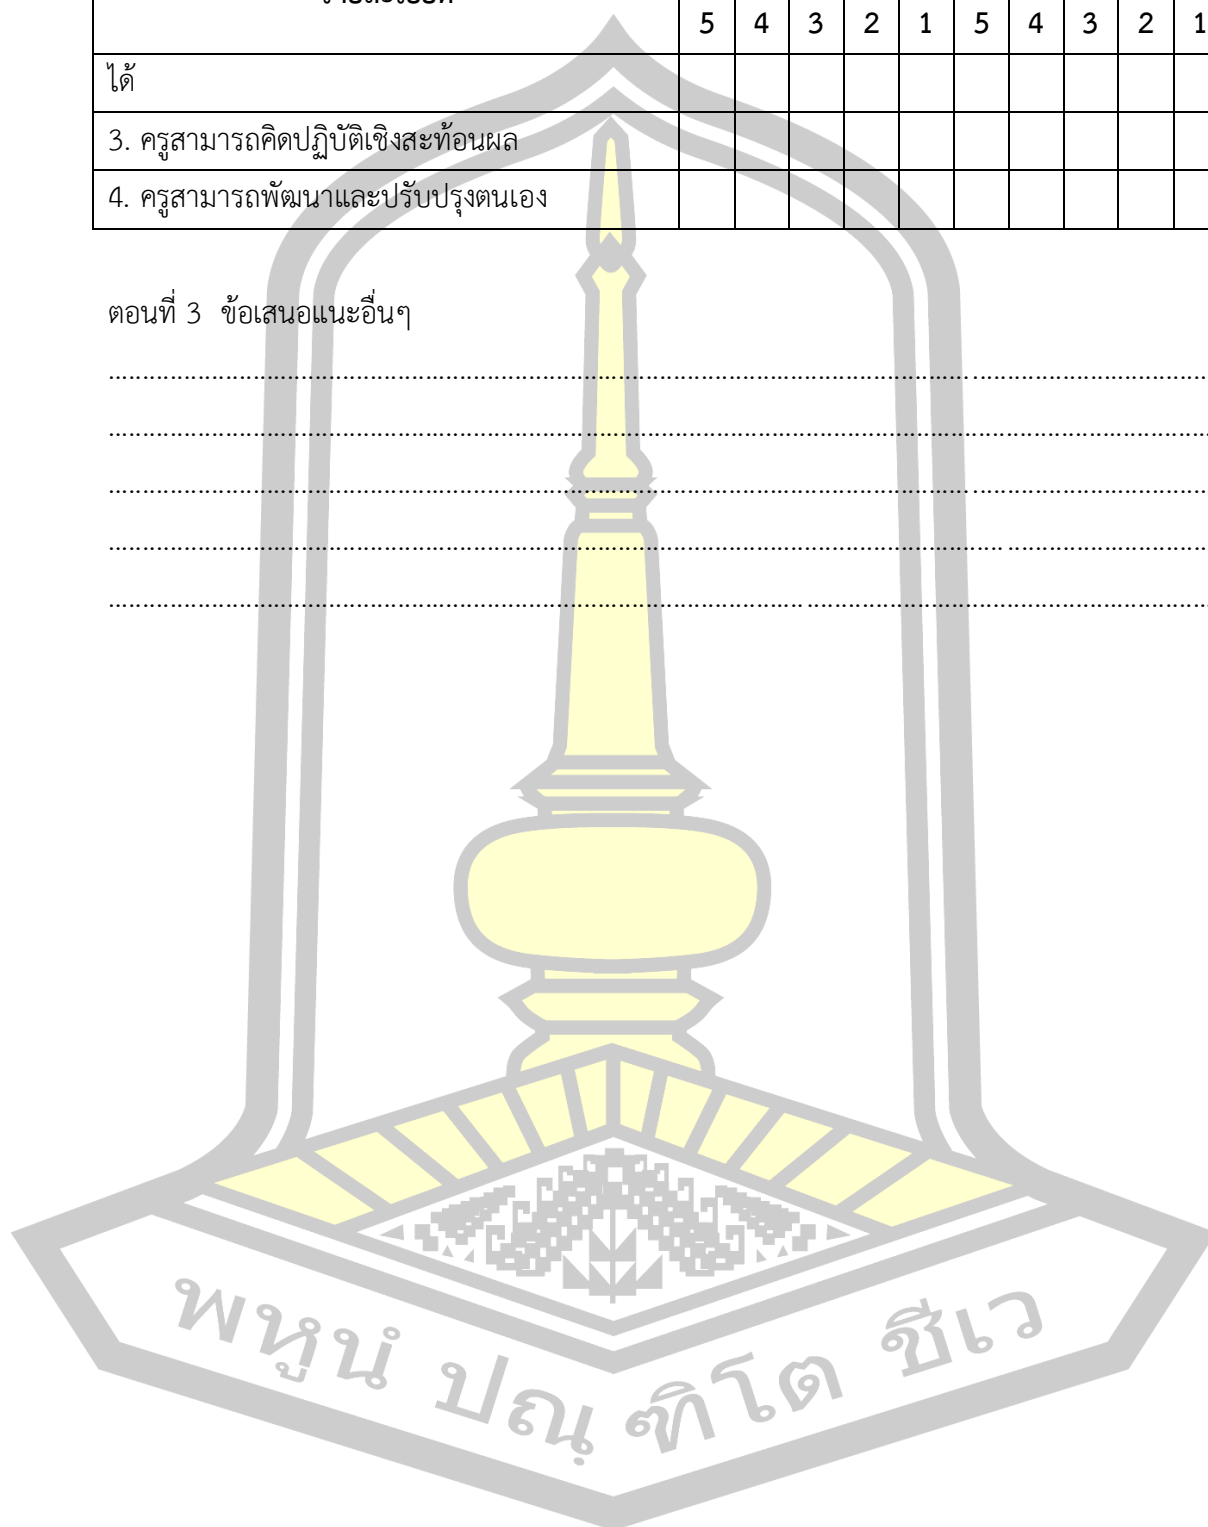 5 4 3 2 1 5 4 3 2 1
ได้
3. ครูสามารถคิดปฏิบัติเชิงสะท้อนผล
4. ครูสามารถพัฒนาและปรับปรุงตนเอง
ตอนที่ 3 ข้อเสนอแนะอื่นๆ
พหูนํ ปณฺฑิโต ชีเว